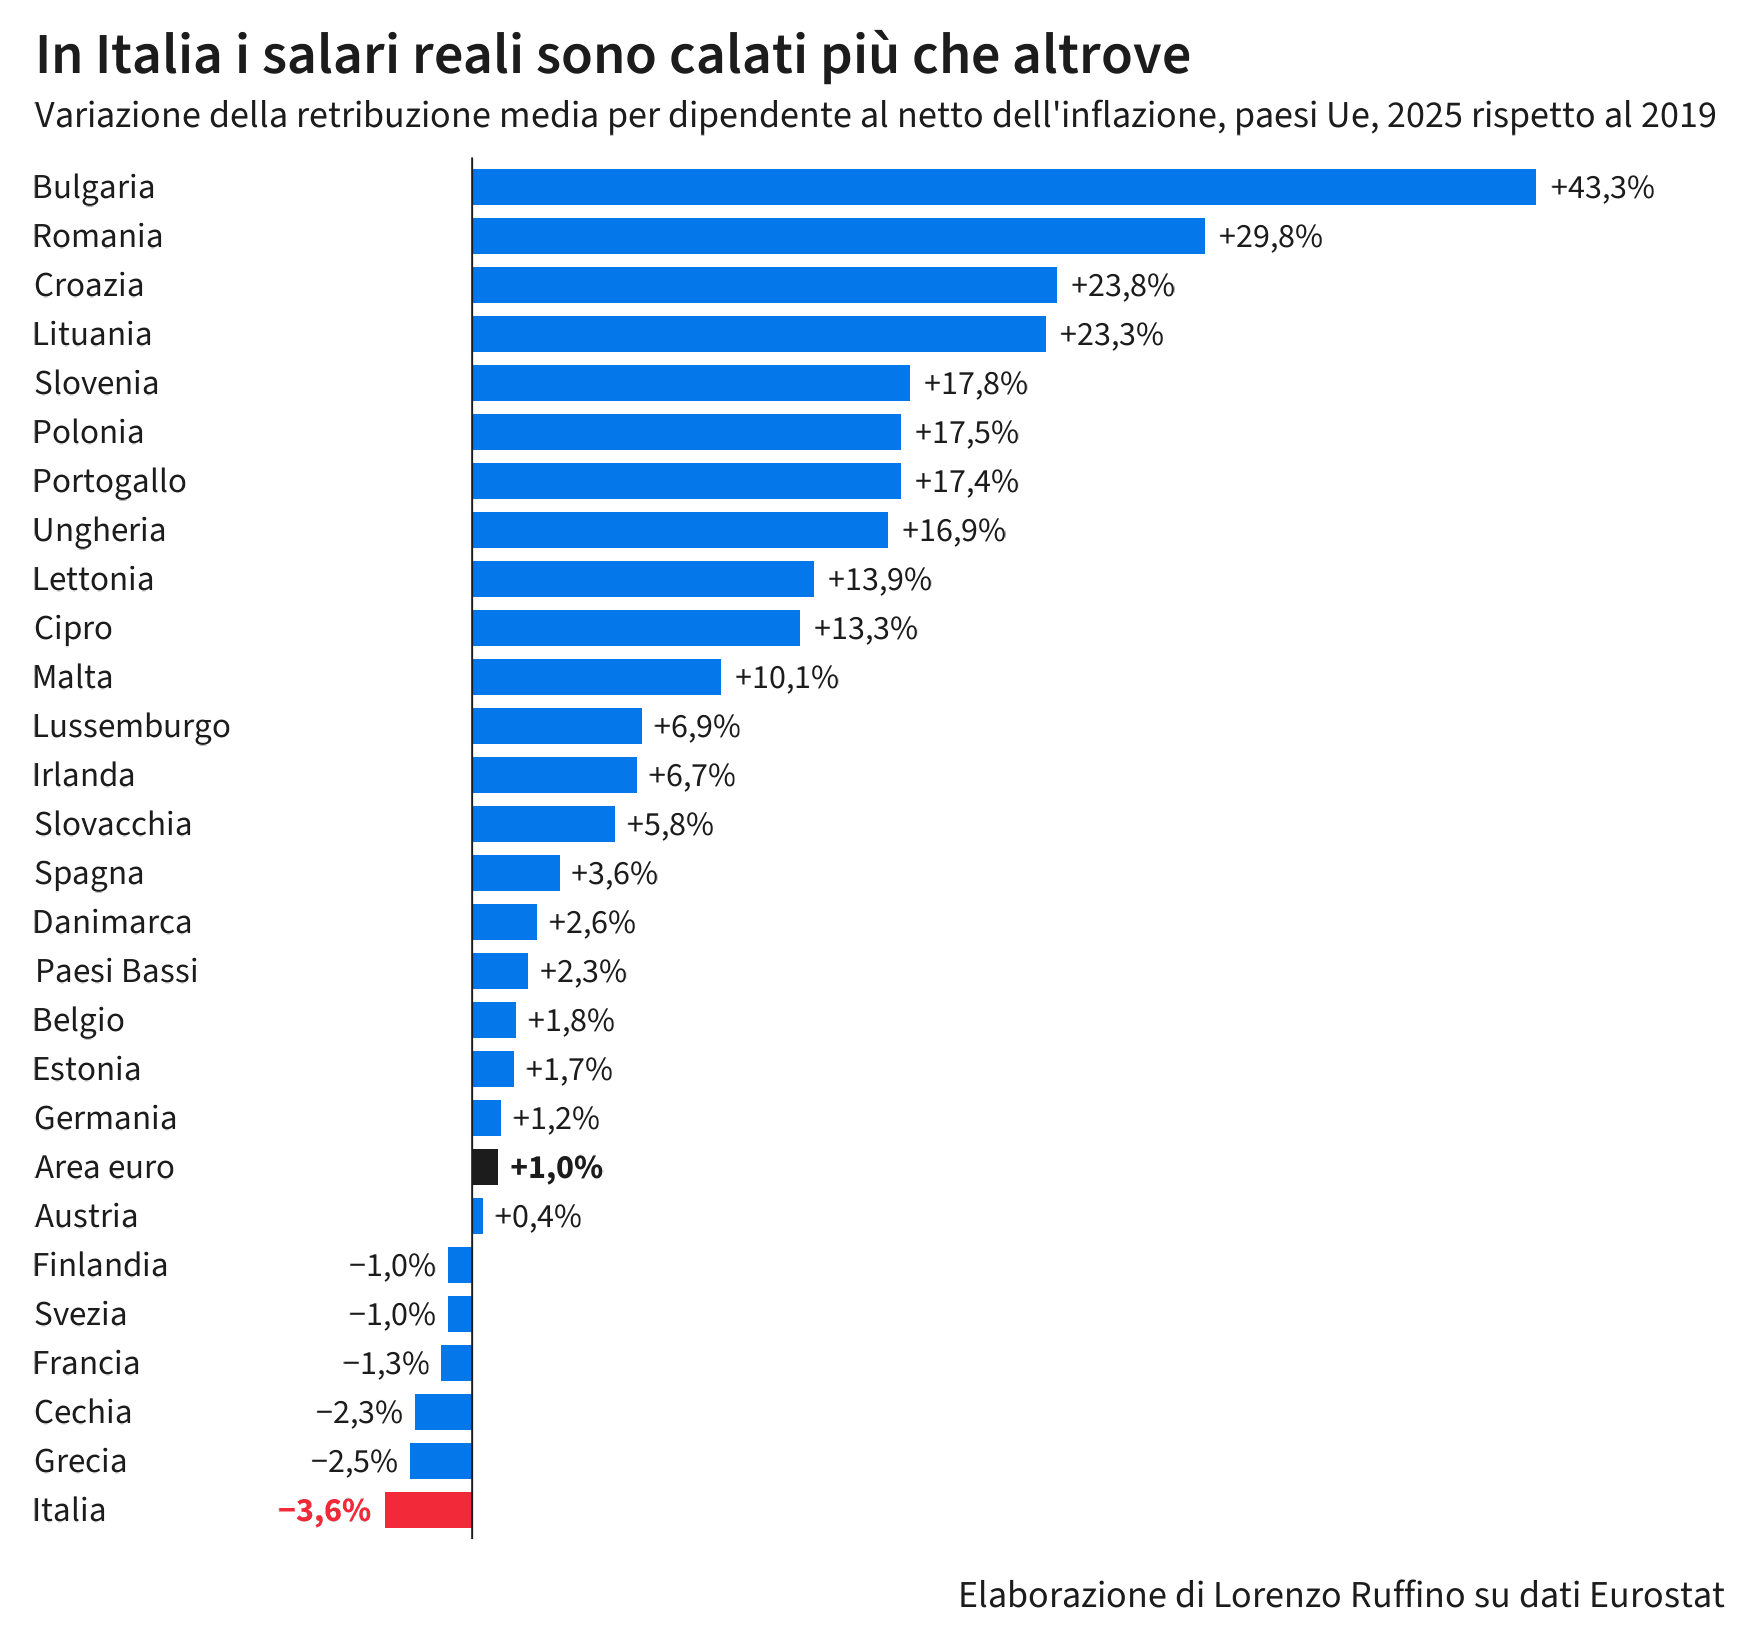 In Italia i salari reali sono calati più che altrove
Variazione della retribuzione media per dipendente al netto dell'inflazione, paesi Ue, 2025 rispetto al 2019
Bulgaria +43,3%
Romania +29,8%
Croazia +23,8%
Lituania +23,3%
Slovenia +17,8%
Polonia +17,5%
Portogallo +17,4%
Ungheria +16,9%
Lettonia +13,9%
Cipro +13,3%
Malta +10,1%
Lussemburgo +6,9%
Irlanda +6,7%
Slovacchia +5,8%
Spagna +3,6%
Danimarca +2,6%
Paesi Bassi +2,3%
Belgio +1,8%
Estonia +1,7%
Germania +1,2%
Area euro +1,0%
Austria +0,4%
Finlandia −1,0%
Svezia −1,0%
Francia −1,3%
Cechia −2,3%
Grecia −2,5%
Italia −3,6%
Elaborazione di Lorenzo Ruffino su dati Eurostat